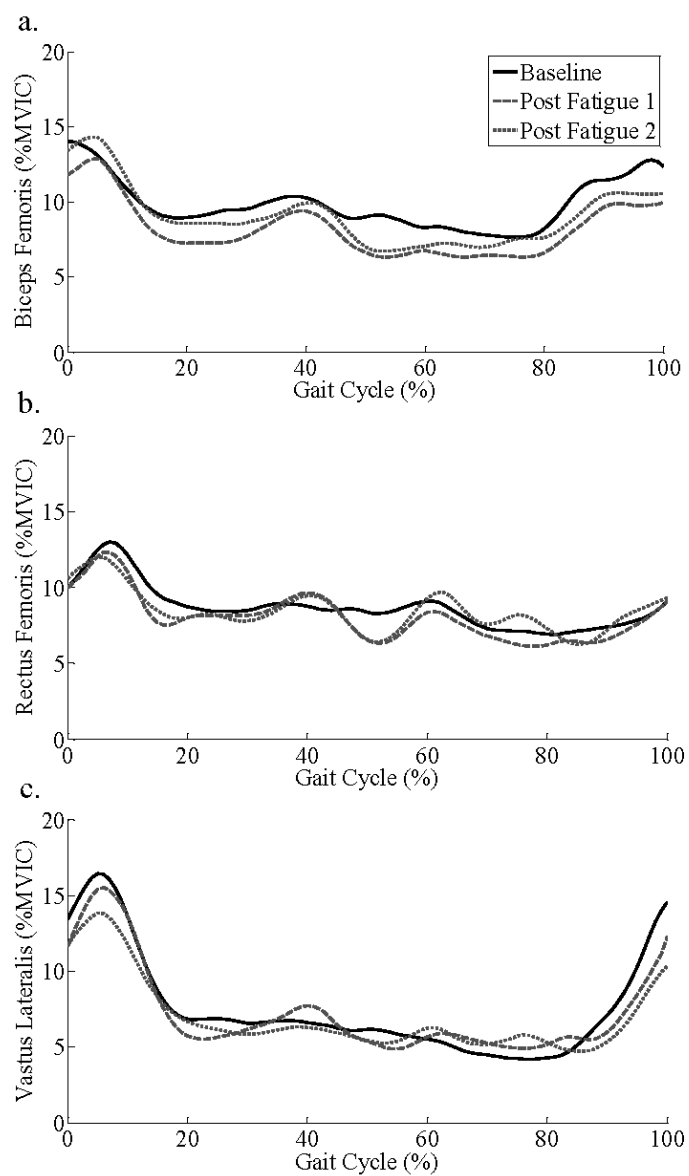 a.
20
15
10
5
0
Biceps Femoris (%MVIC)
Baseline
Post Fatigue 1
Post Fatigue 2
0 20 40 60 80 100
Gait Cycle (%)
b.
20
15
10
5
0
Rectus Femoris (%MVIC)
0 20 40 60 80 100
Gait Cycle (%)
c.
20
15
10
5
0
Vastus Lateralis (%MVIC)
0 20 40 60 80 100
Gait Cycle (%)